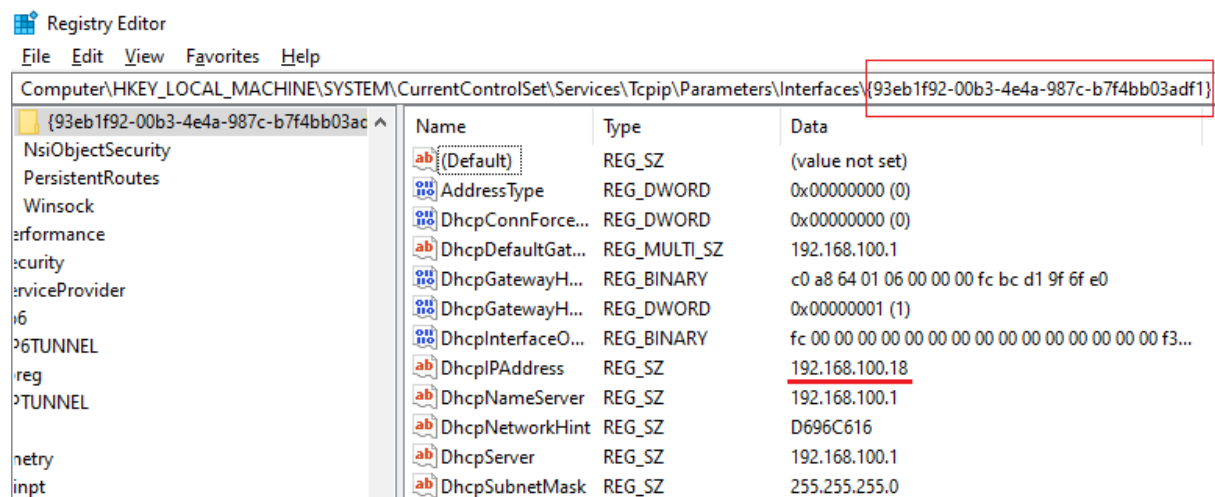 Registry Editor
File Edit View Favorites Help
Computer\HKEY_LOCAL_MACHINE\SYSTEM\CurrentControlSet\Services\Tcpip\Parameters\Interfaces\{93eb1f92-00b3-4e4a-987c-b7f4bb03adf1}
{93eb1f92-00b3-4e4a-987c-b7f4bb03ac
NsiObjectSecurity
PersistentRoutes
Winsock
erformance
ecurity
erviceProvider
p6
P6TUNNEL
reg
PTUNNEL
netry
inpt
Name Type Data
(Default) REG_SZ (value not set)
AddressType REG_DWORD 0x00000000 (0)
DhcpConnForce... REG_DWORD 0x00000000 (0)
DhcpDefaultGat... REG_MULTI_SZ 192.168.100.1
DhcpGatewayH... REG_BINARY c0 a8 64 01 06 00 00 00 fc bc d1 9f 6f e0
DhcpGatewayH... REG_DWORD 0x00000001 (1)
DhcpInterfaceO... REG_BINARY fc 00 00 00 00 00 00 00 00 00 00 00 00 00 00 00 f3...
DhcpIPAddress REG_SZ 192.168.100.18
DhcpNameServer REG_SZ 192.168.100.1
DhcpNetworkHint REG_SZ D696C616
DhcpServer REG_SZ 192.168.100.1
DhcpSubnetMask REG_SZ 255.255.255.0